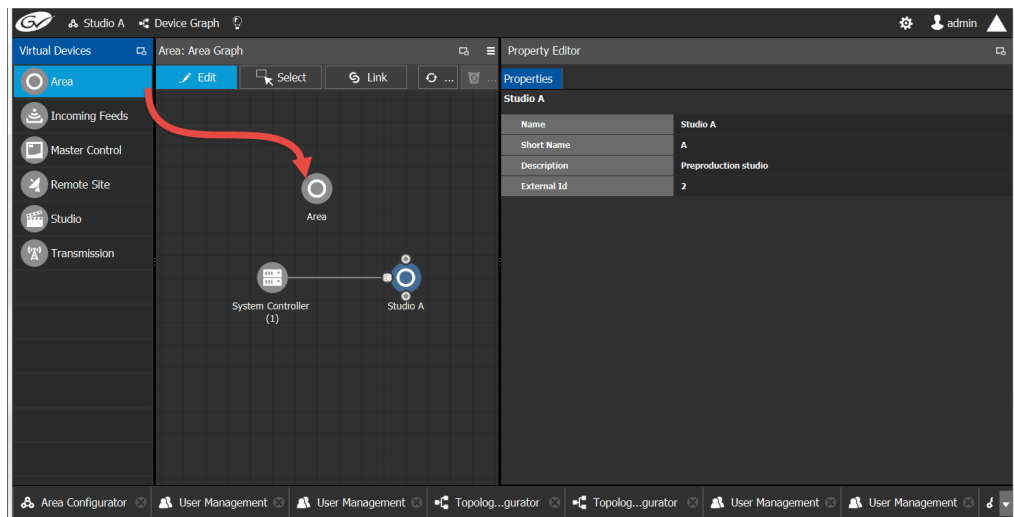 GV Studio A Device Graph admin
Virtual Devices
Area
Incoming Feeds
Master Control
Remote Site
Studio
Transmission
Area: Area Graph
Edit Select Link ... ...
Area
System Controller
(1)
Studio A
Property Editor
Properties
Studio A
Name Studio A
Short Name A
Description Preproduction studio
External Id 2
Area Configurator User Management User Management Topolog...gurator Topolog...gurator User Management User Management